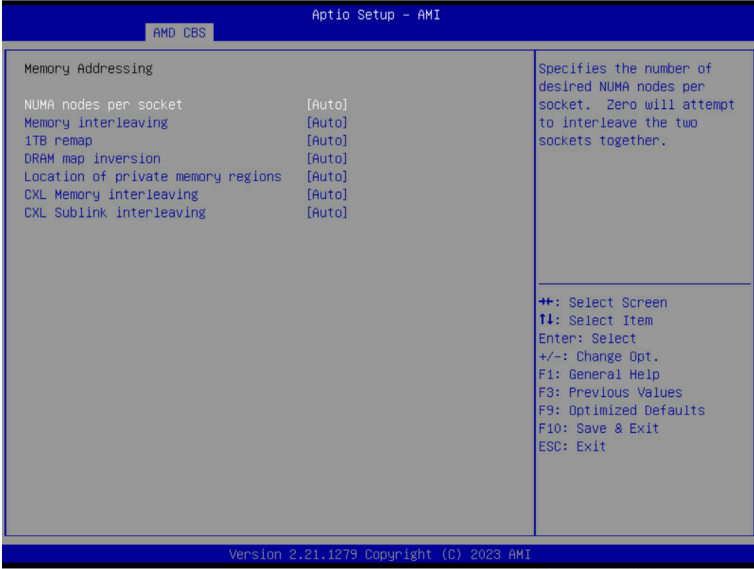 Aptio Setup - AMI
AMD CBS
Memory Addressing
NUMA nodes per socket [Auto]
Memory interleaving [Auto]
1TB remap [Auto]
DRAM map inversion [Auto]
Location of private memory regions [Auto]
CXL Memory interleaving [Auto]
CXL Sublink interleaving [Auto]
Specifies the number of
desired NUMA nodes per
socket. Zero will attempt
to interleave the two
sockets together.
→←: Select Screen
↑↓: Select Item
Enter: Select
+/-: Change Opt.
F1: General Help
F3: Previous Values
F9: Optimized Defaults
F10: Save & Exit
ESC: Exit
Version 2.21.1279 Copyright (C) 2023 AMI